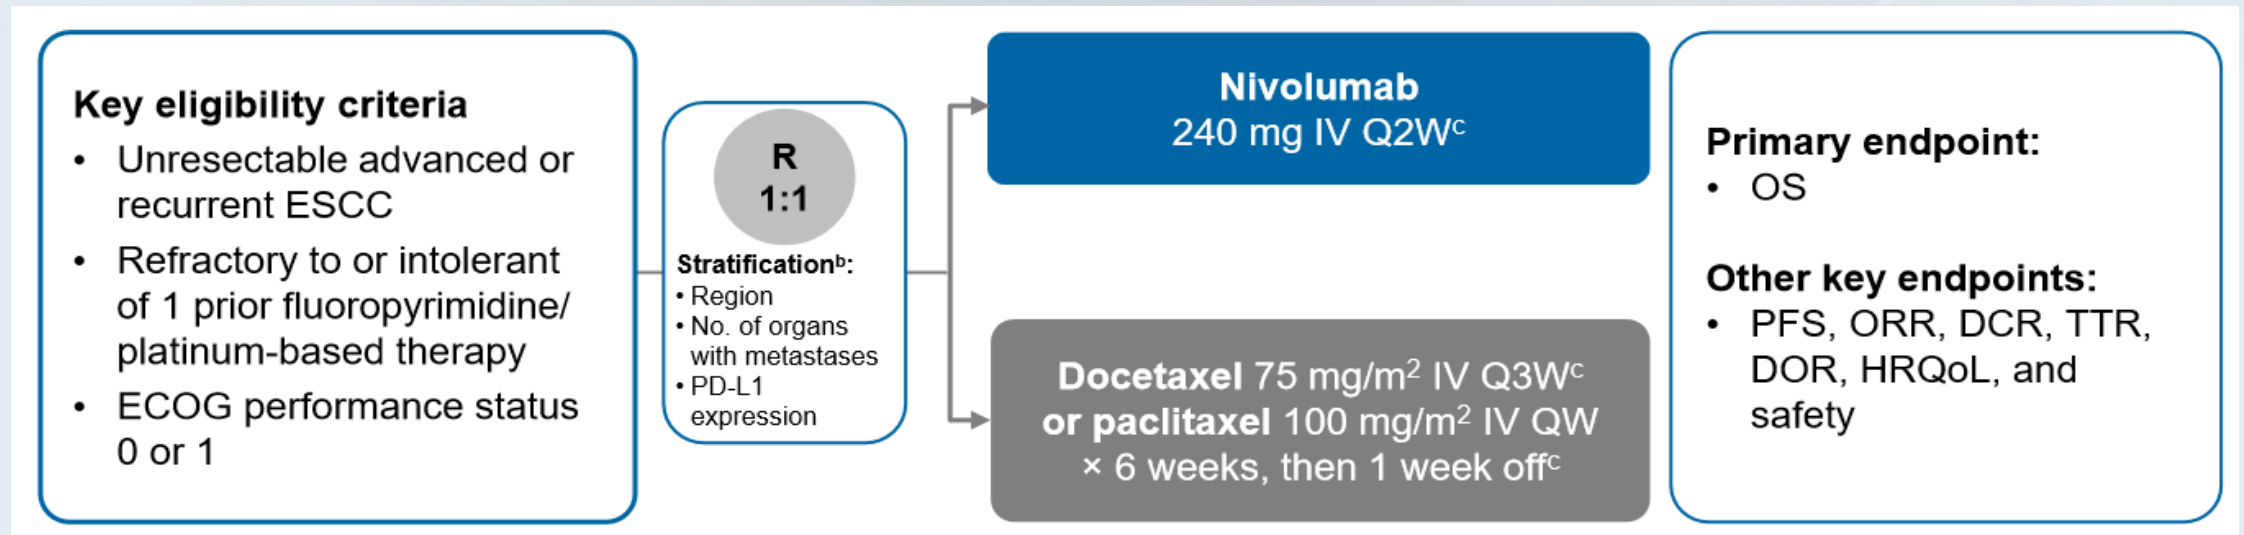 Key eligibility criteria
• Unresectable advanced or
recurrent ESCC
• Refractory to or intolerant
of 1 prior fluoropyrimidine/
platinum-based therapy
• ECOG performance status
0 or 1
R
1:1
Stratificationᵇ:
• Region
• No. of organs
with metastases
• PD-L1
expression
Nivolumab
240 mg IV Q2Wᶜ
Docetaxel 75 mg/m² IV Q3Wᶜ
or paclitaxel 100 mg/m² IV QW
× 6 weeks, then 1 week offᶜ
Primary endpoint:
• OS
Other key endpoints:
• PFS, ORR, DCR, TTR,
DOR, HRQoL, and
safety